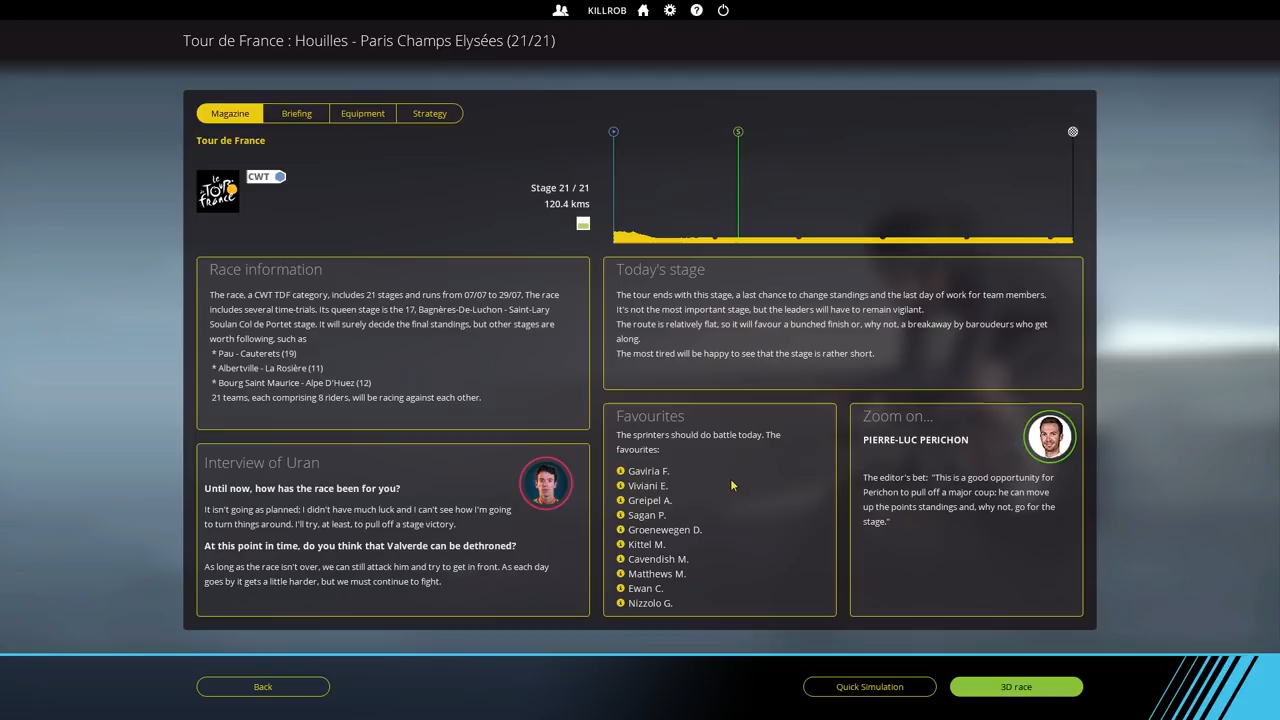 KILLROB
Tour de France : Houilles - Paris Champs Elysées (21/21)
Magazine
Briefing
Equipment
Strategy
Tour de France
le TOUR de france
CWT
Stage 21 / 21
120.4 kms
S
Race information
The race, a CWT TDF category, includes 21 stages and runs from 07/07 to 29/07. The race
includes several time-trials. Its queen stage is the 17, Bagnères-De-Luchon - Saint-Lary
Soulan Col de Portet stage. It will surely decide the final standings, but other stages are
worth following, such as
* Pau - Cauterets (19)
* Albertville - La Rosière (11)
* Bourg Saint Maurice - Alpe D'Huez (12)
21 teams, each comprising 8 riders, will be racing against each other.
Today's stage
The tour ends with this stage, a last chance to change standings and the last day of work for team members.
It's not the most important stage, but the leaders will have to remain vigilant.
The route is relatively flat, so it will favour a bunched finish or, why not, a breakaway by baroudeurs who get
along.
The most tired will be happy to see that the stage is rather short.
Interview of Uran
Until now, how has the race been for you?
It isn't going as planned; I didn't have much luck and I can't see how I'm going
to turn things around. I'll try, at least, to pull off a stage victory.
At this point in time, do you think that Valverde can be dethroned?
As long as the race isn't over, we can still attack him and try to get in front. As each day
goes by it gets a little harder, but we must continue to fight.
Favourites
The sprinters should do battle today. The
favourites:
Gaviria F.
Viviani E.
Greipel A.
Sagan P.
Groenewegen D.
Kittel M.
Cavendish M.
Matthews M.
Ewan C.
Nizzolo G.
Zoom on...
PIERRE-LUC PERICHON
The editor's bet: "This is a good opportunity for
Perichon to pull off a major coup; he can move
up the points standings and, why not, go for the
stage."
Back
Quick Simulation
3D race